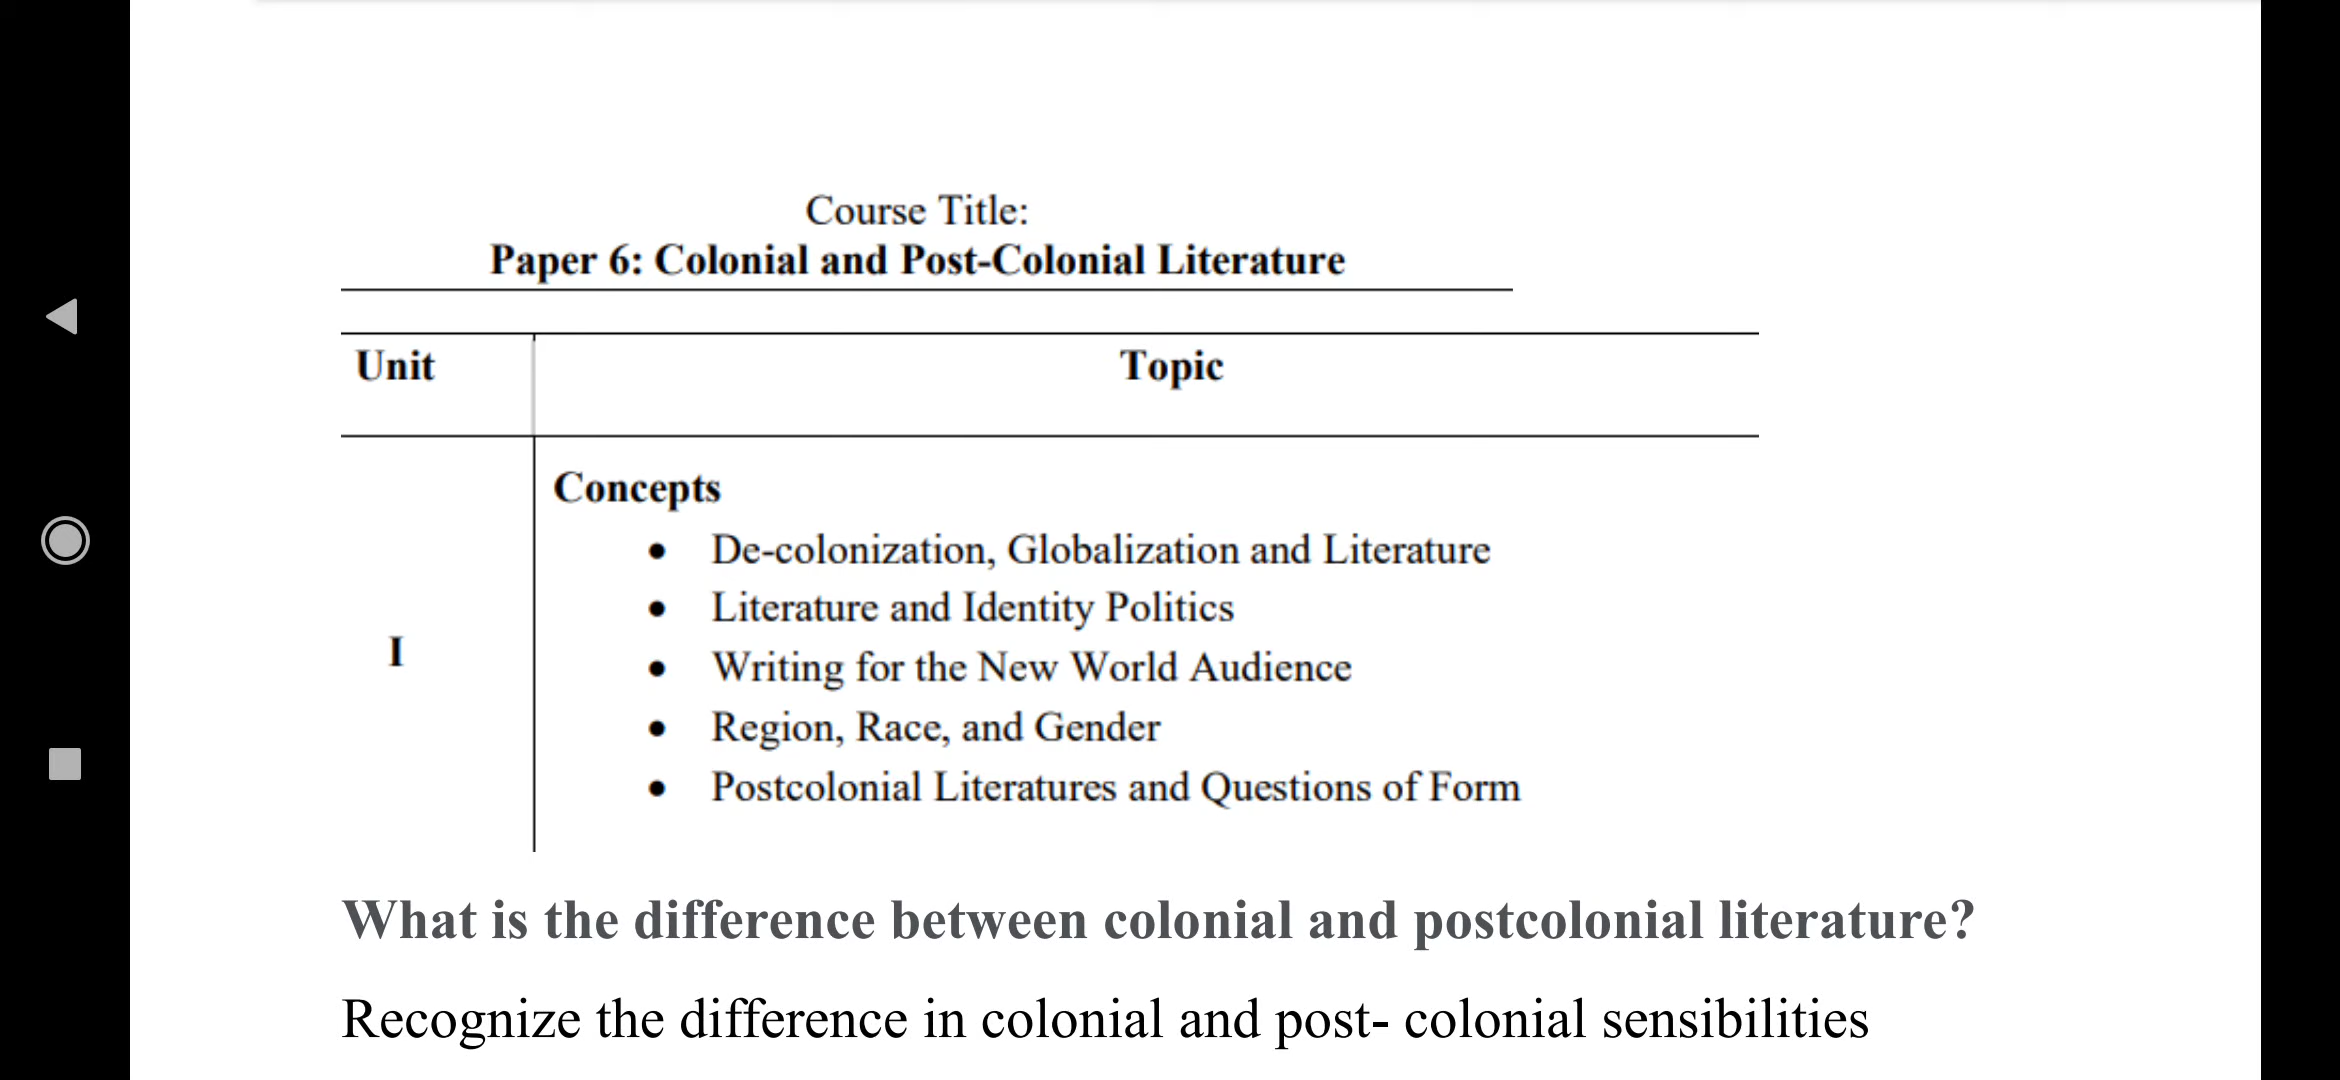 Course Title:
Paper 6: Colonial and Post-Colonial Literature
Unit
Topic
Concepts
• De-colonization, Globalization and Literature
• Literature and Identity Politics
I
• Writing for the New World Audience
• Region, Race, and Gender
• Postcolonial Literatures and Questions of Form
What is the difference between colonial and postcolonial literature?
Recognize the difference in colonial and post- colonial sensibilities